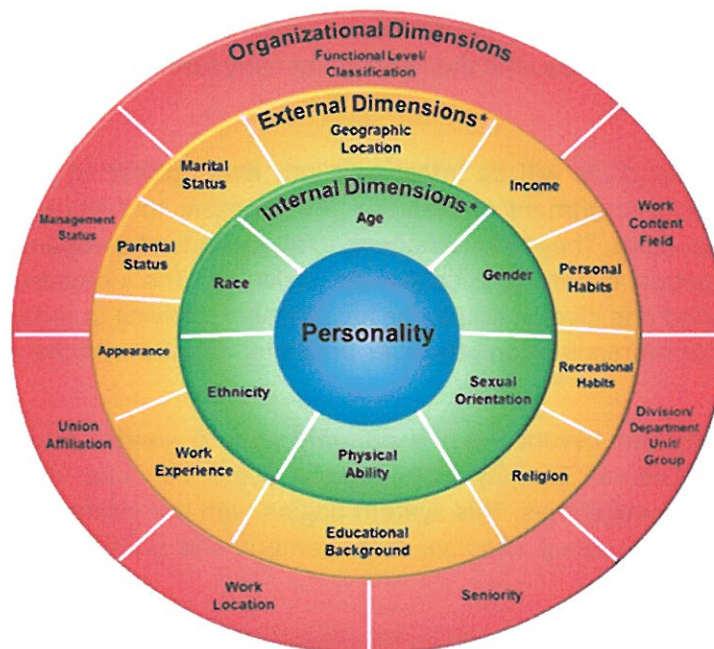 Organizational Dimensions
Functional Level/
Classification
External Dimensions*
Geographic
Location
Marital
Status
Income
Internal Dimensions*
Age
Management
Status
Work
Content
Field
Parental
Status
Personal
Habits
Race
Gender
Personality
Appearance
Recreational
Habits
Ethnicity
Sexual
Orientation
Union
Affiliation
Division/
Department
Unit/
Group
Work
Experience
Physical
Ability
Religion
Educational
Background
Work
Location
Seniority